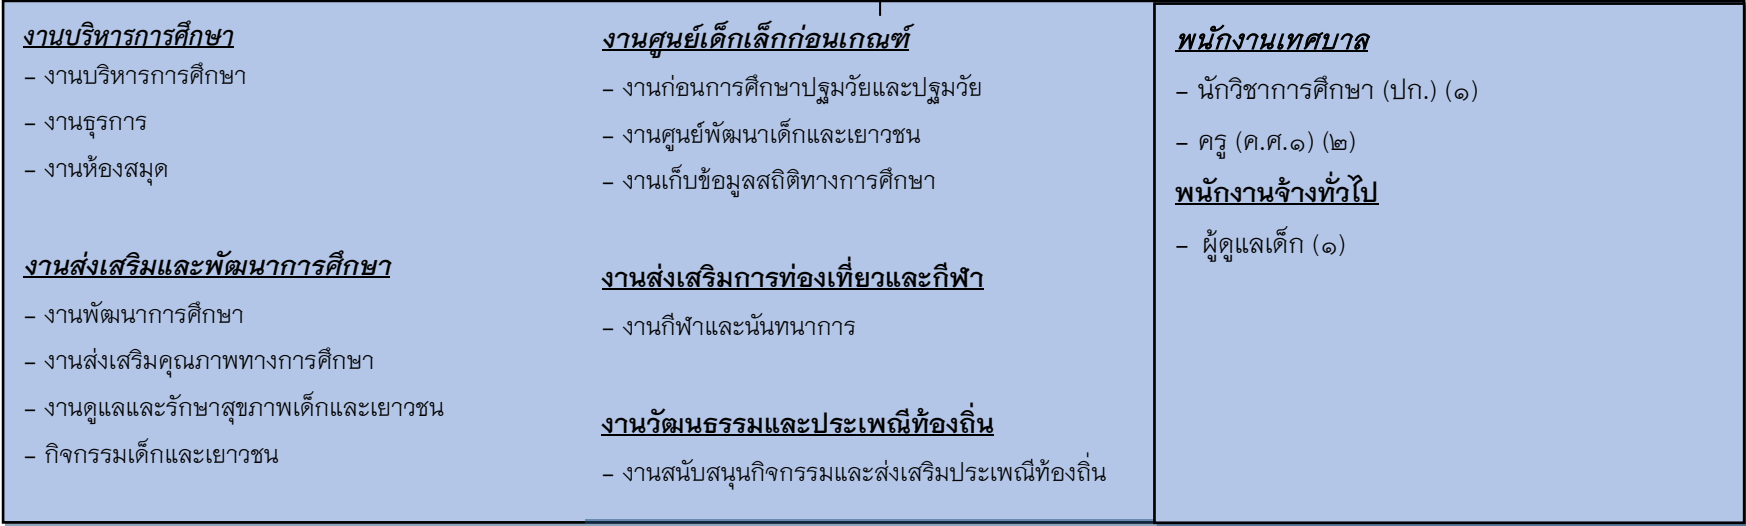 งานบริหารการศึกษา
- งานบริหารการศึกษา
- งานธุรการ
- งานห้องสมุด
งานส่งเสริมและพัฒนาการศึกษา
- งานพัฒนาการศึกษา
- งานส่งเสริมคุณภาพทางการศึกษา
- งานดูแลและรักษาสุขภาพเด็กและเยาวชน
- กิจกรรมเด็กและเยาวชน
งานศูนย์เด็กเล็กก่อนเกณฑ์
- งานก่อนการศึกษาปฐมวัยและปฐมวัย
- งานศูนย์พัฒนาเด็กและเยาวชน
- งานเก็บข้อมูลสถิติทางการศึกษา
งานส่งเสริมการท่องเที่ยวและกีฬา
- งานกีฬาและนันทนาการ
งานวัฒนธรรมและประเพณีท้องถิ่น
- งานสนับสนุนกิจกรรมและส่งเสริมประเพณีท้องถิ่น
พนักงานเทศบาล
- นักวิชาการศึกษา (ปก.) (๑)
- ครู (ค.ศ.๑) (๒)
พนักงานจ้างทั่วไป
- ผู้ดูแลเด็ก (๑)